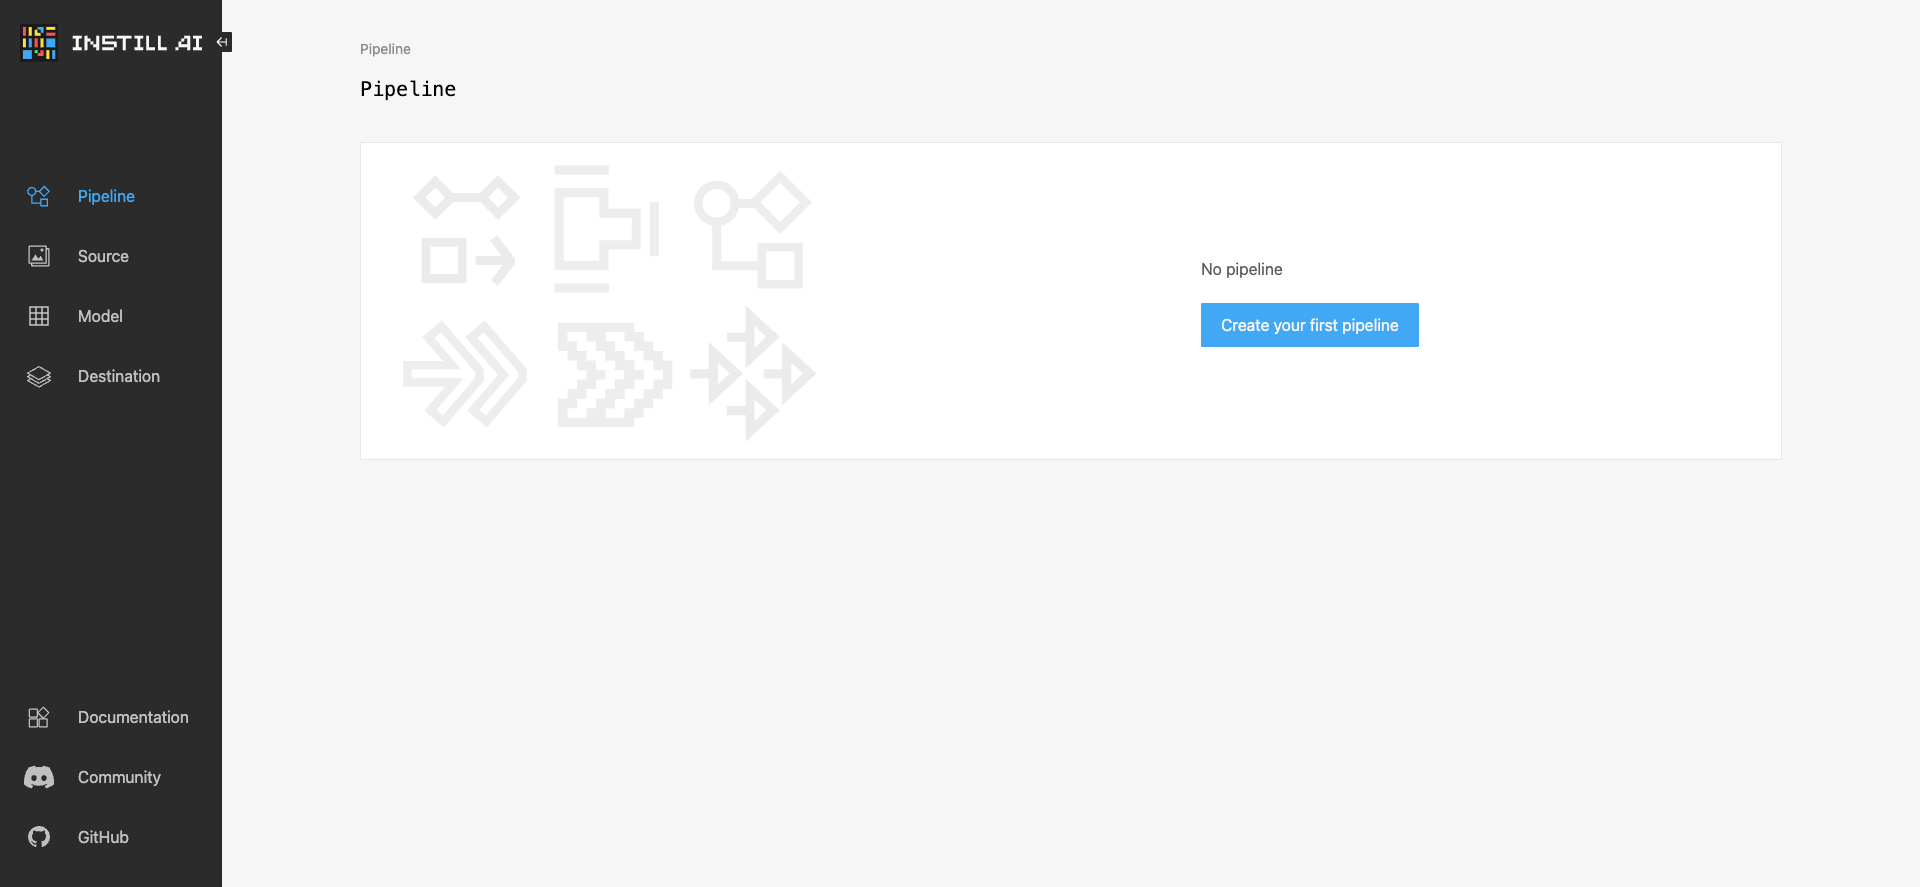 INSTILL AI
Pipeline
Source
Model
Destination
Documentation
Community
GitHub
Pipeline
Pipeline
No pipeline
Create your first pipeline